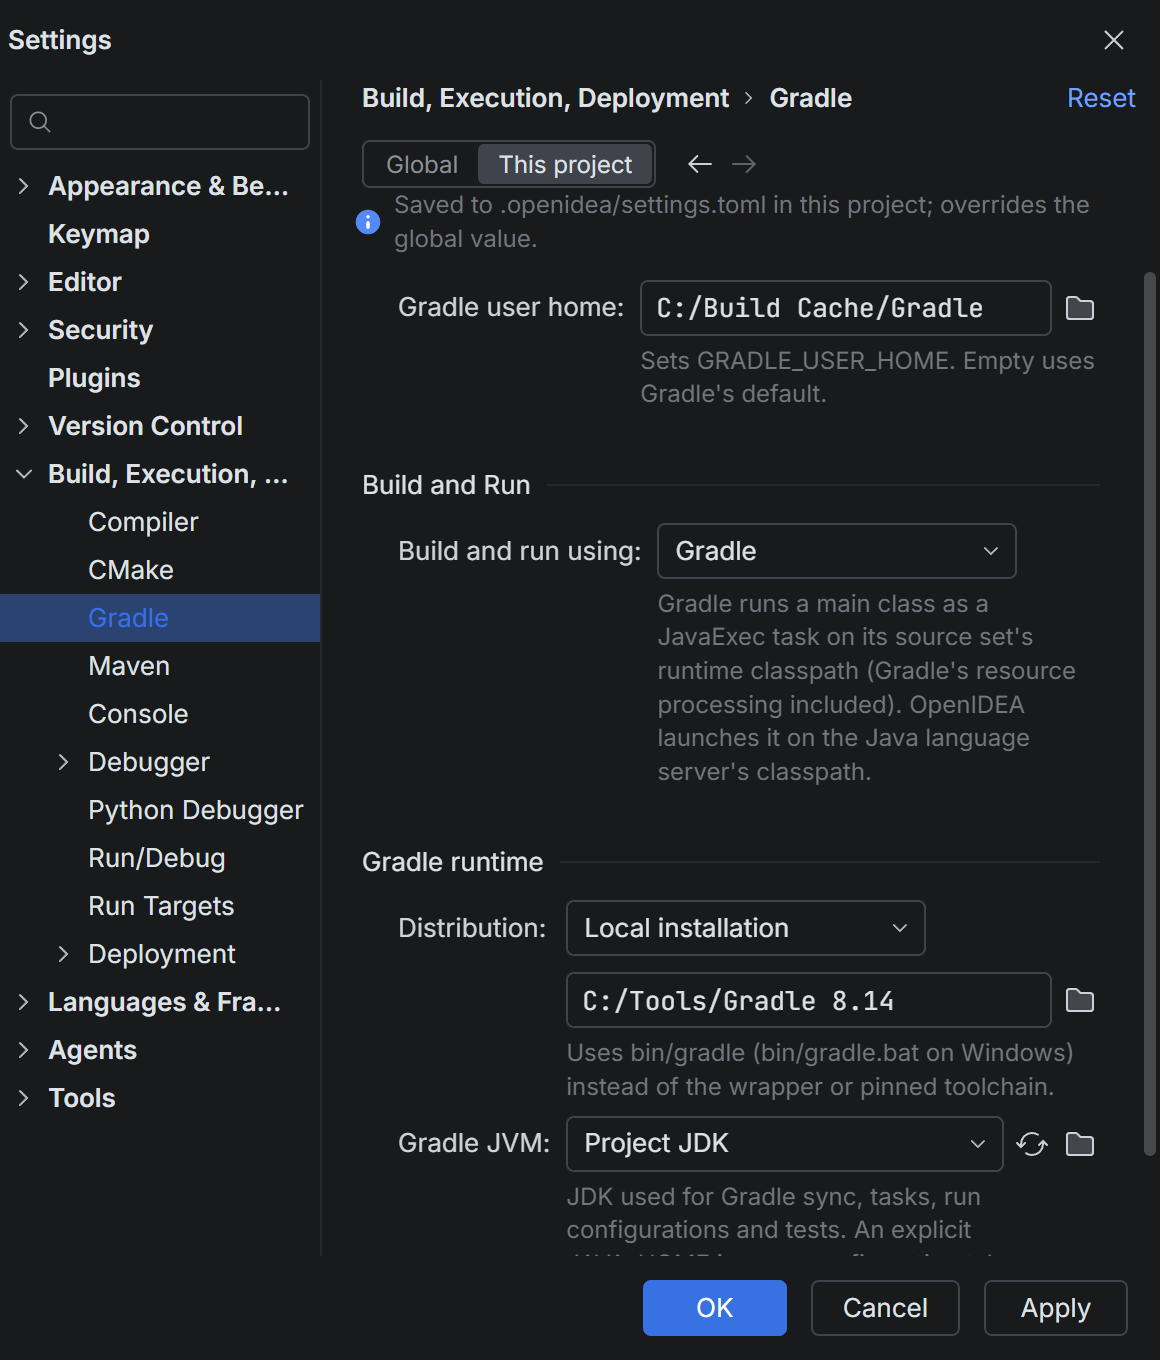 Settings
Appearance & Be...
Keymap
Editor
Security
Plugins
Version Control
Build, Execution, ...
Compiler
CMake
Gradle
Maven
Console
Debugger
Python Debugger
Run/Debug
Run Targets
Deployment
Languages & Fra...
Agents
Tools
Build, Execution, Deployment › Gradle
Reset
Global
This project
Saved to .openidea/settings.toml in this project; overrides the
global value.
Gradle user home: C:/Build Cache/Gradle
Sets GRADLE_USER_HOME. Empty uses
Gradle's default.
Build and Run
Build and run using: Gradle
Gradle runs a main class as a
JavaExec task on its source set's
runtime classpath (Gradle's resource
processing included). OpenIDEA
launches it on the Java language
server's classpath.
Gradle runtime
Distribution: Local installation
C:/Tools/Gradle 8.14
Uses bin/gradle (bin/gradle.bat on Windows)
instead of the wrapper or pinned toolchain.
Gradle JVM: Project JDK
JDK used for Gradle sync, tasks, run
configurations and tests. An explicit
OK
Cancel
Apply